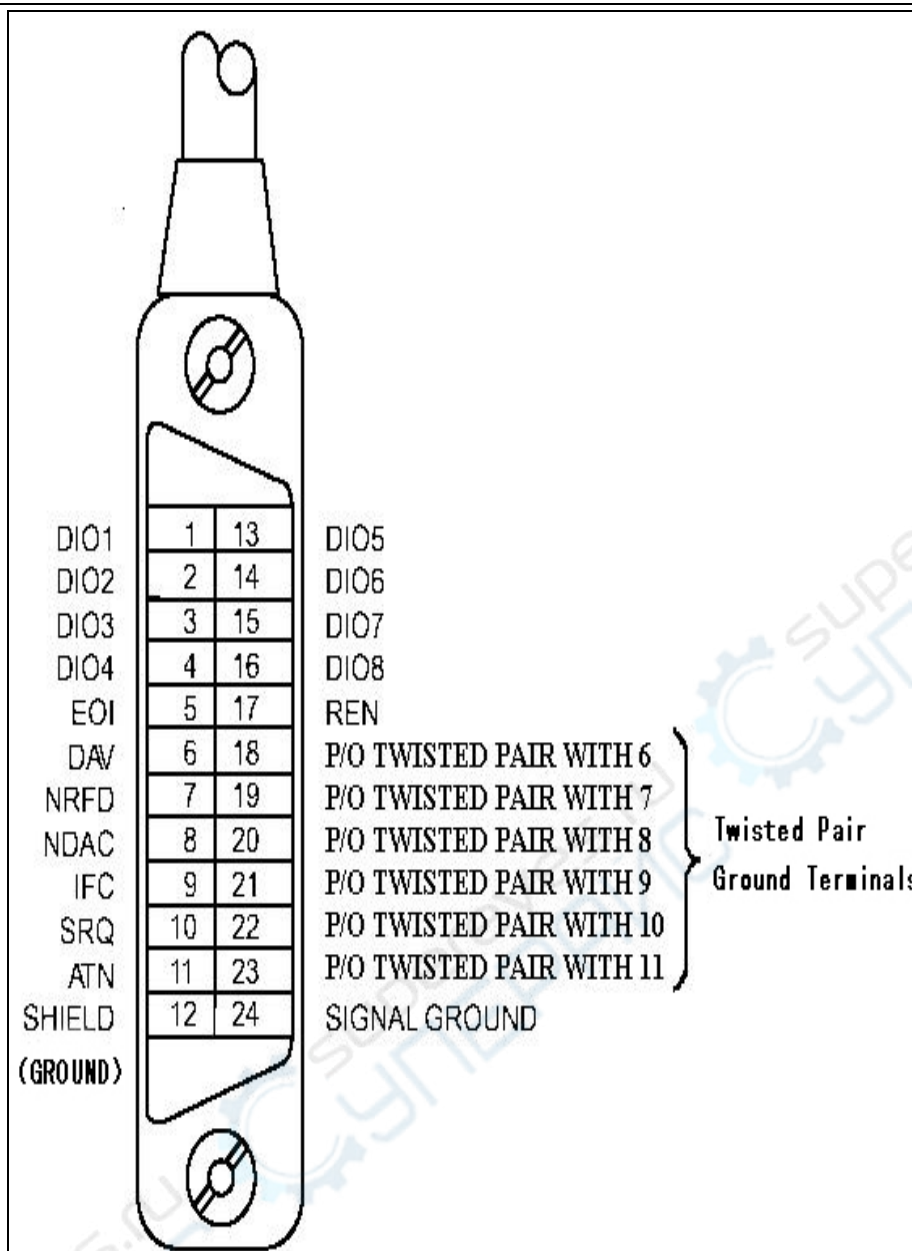 DIO1 1 13 DIO5
DIO2 2 14 DIO6
DIO3 3 15 DIO7
DIO4 4 16 DIO8
EOI 5 17 REN
DAV 6 18 P/O TWISTED PAIR WITH 6
NRFD 7 19 P/O TWISTED PAIR WITH 7
NDAC 8 20 P/O TWISTED PAIR WITH 8
IFC 9 21 P/O TWISTED PAIR WITH 9
SRQ 10 22 P/O TWISTED PAIR WITH 10
ATN 11 23 P/O TWISTED PAIR WITH 11
Twisted Pair
Ground Terminals
SHIELD 12 24 SIGNAL GROUND
(GROUND)